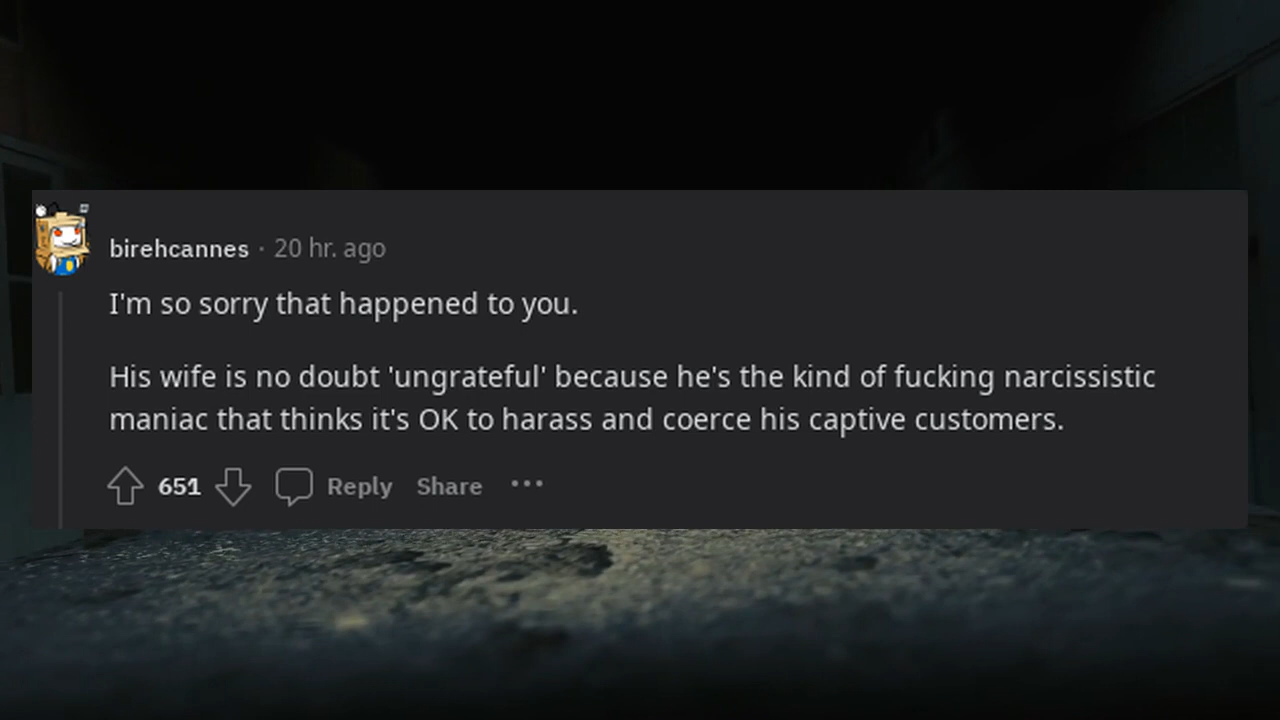 birehcannes · 20 hr. ago
I'm so sorry that happened to you.
His wife is no doubt 'ungrateful' because he's the kind of fucking narcissistic
maniac that thinks it's OK to harass and coerce his captive customers.
651 Reply Share •••